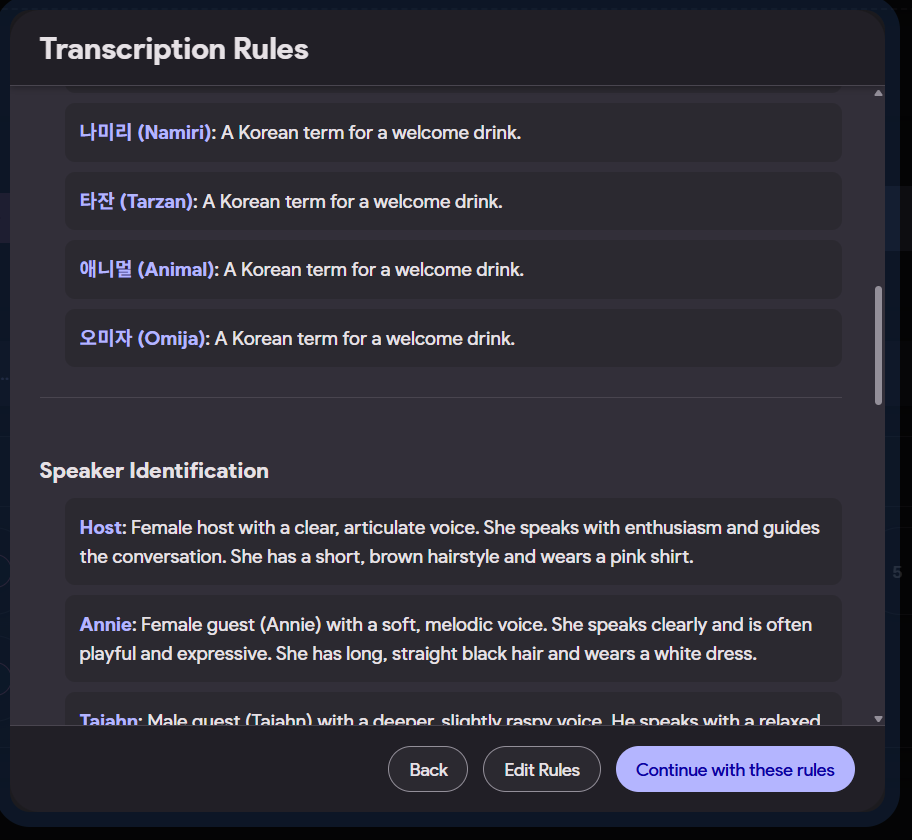 Transcription Rules
나미리 (Namiri): A Korean term for a welcome drink.
타잔 (Tarzan): A Korean term for a welcome drink.
애니멀 (Animal): A Korean term for a welcome drink.
오미자 (Omija): A Korean term for a welcome drink.
Speaker Identification
Host: Female host with a clear, articulate voice. She speaks with enthusiasm and guides
the conversation. She has a short, brown hairstyle and wears a pink shirt.
Annie: Female guest (Annie) with a soft, melodic voice. She speaks clearly and is often
playful and expressive. She has long, straight black hair and wears a white dress.
Tajahn: Male guest (Tajahn) with a deeper, slightly raspy voice. He speaks with a relaxed
5
Back
Edit Rules
Continue with these rules